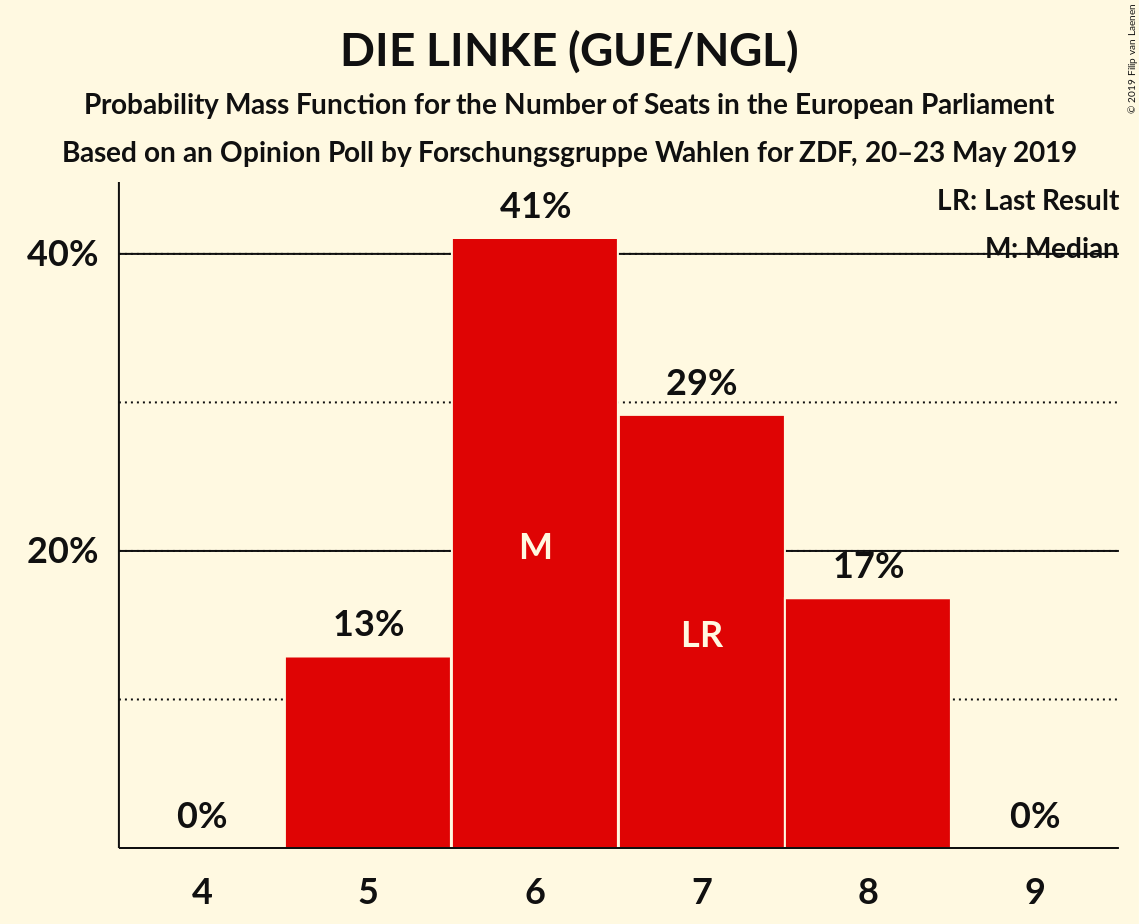 DIE LINKE (GUE/NGL)
Probability Mass Function for the Number of Seats in the European Parliament
Based on an Opinion Poll by Forschungsgruppe Wahlen for ZDF, 20–23 May 2019
© 2019 Filip van Laenen
LR: Last Result
M: Median
40%
20%
0%
13%
41%
29%
17%
0%
M
LR
4
5
6
7
8
9